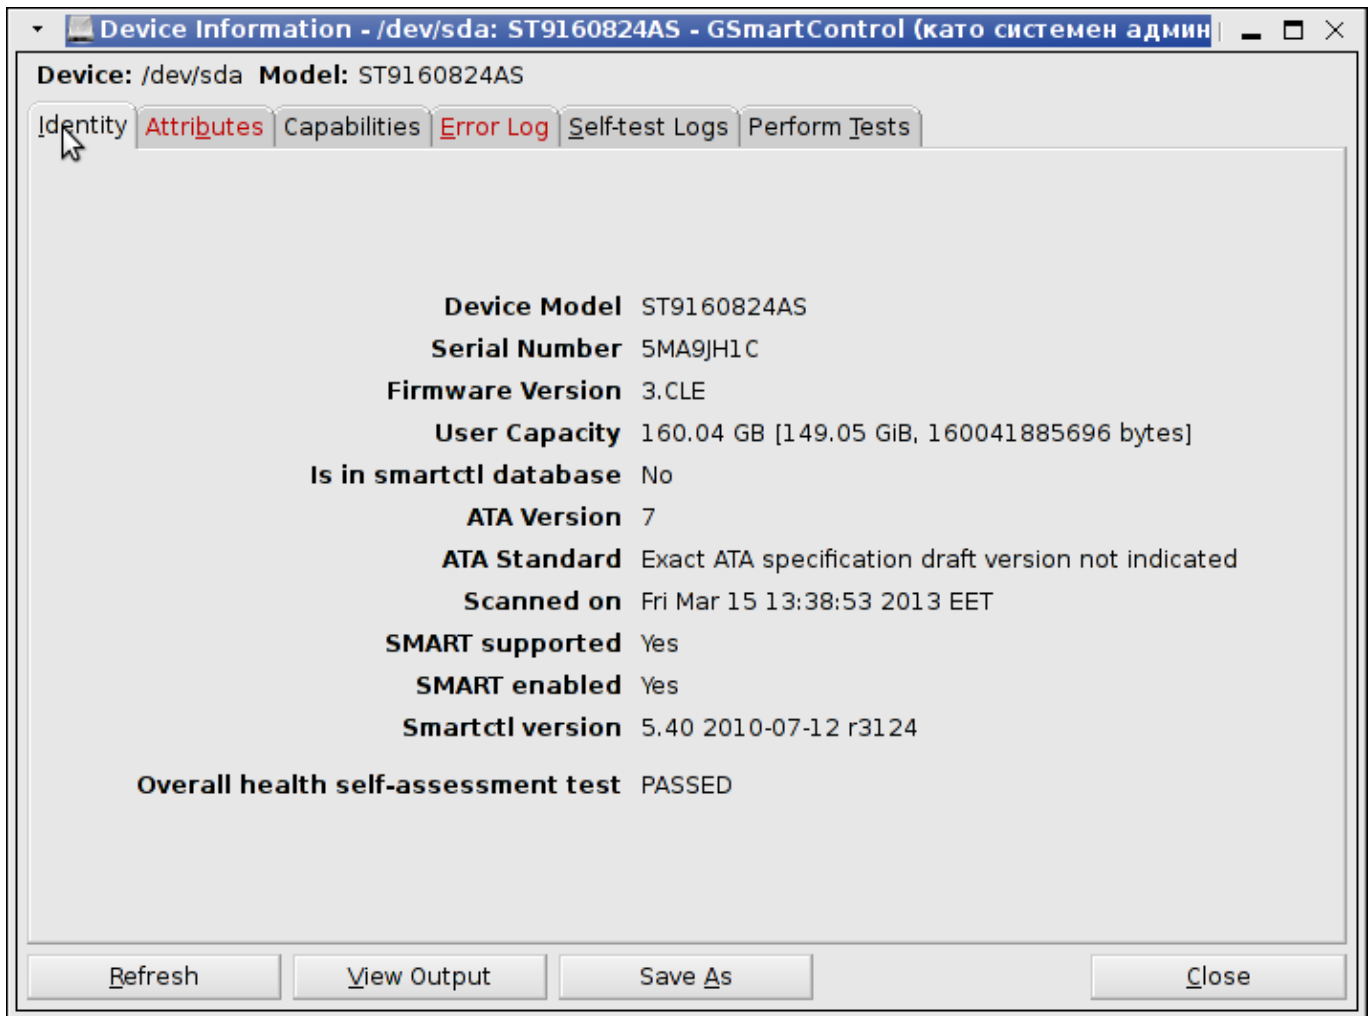 Device Information - /dev/sda: ST9160824AS - GSmartControl (като системен админ
Device: /dev/sda Model: ST9160824AS
Identity Attributes Capabilities Error Log Self-test Logs Perform Tests
Device Model ST9160824AS
Serial Number 5MA9JH1C
Firmware Version 3.CLE
User Capacity 160.04 GB [149.05 GiB, 160041885696 bytes]
Is in smartctl database No
ATA Version 7
ATA Standard Exact ATA specification draft version not indicated
Scanned on Fri Mar 15 13:38:53 2013 EET
SMART supported Yes
SMART enabled Yes
Smartctl version 5.40 2010-07-12 r3124
Overall health self-assessment test PASSED
Refresh View Output Save As Close